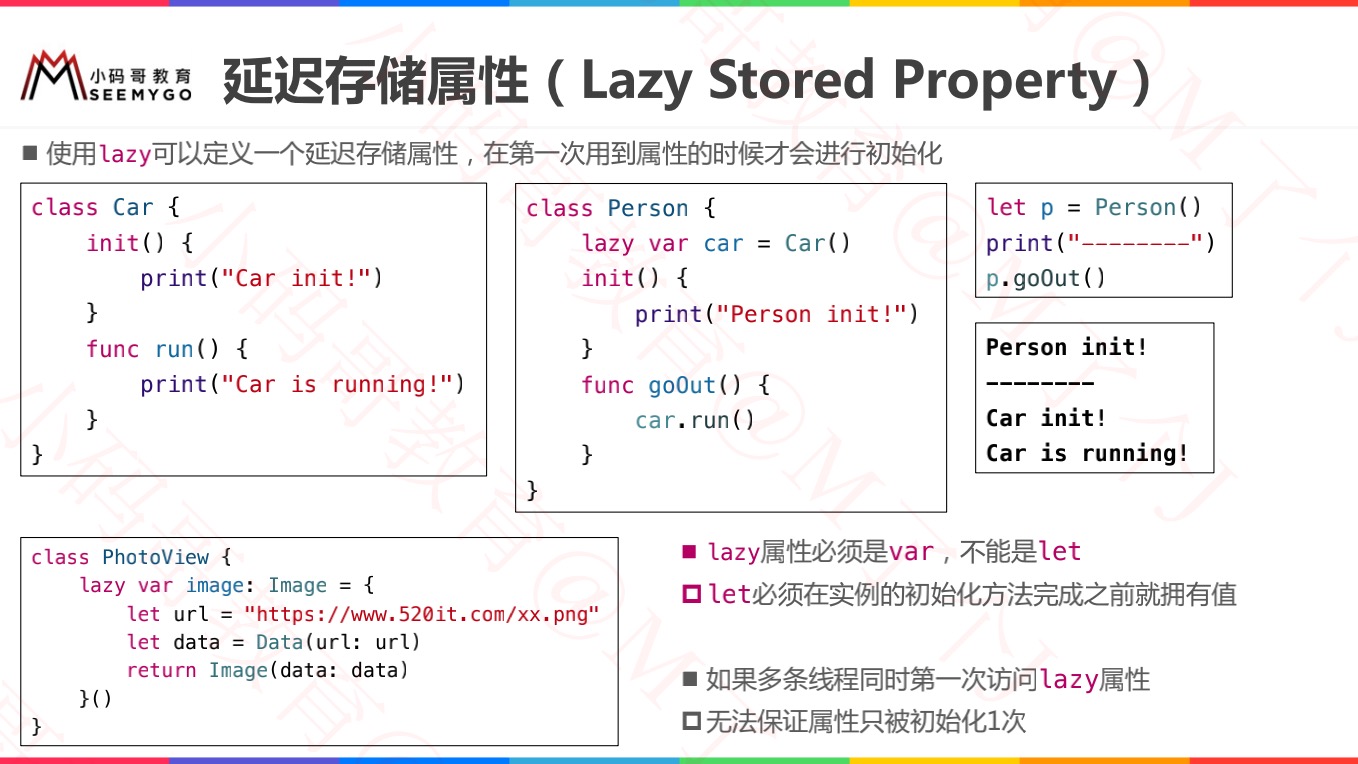 小码哥教育
SEEMYGO
延迟存储属性（Lazy Stored Property）
■ 使用lazy可以定义一个延迟存储属性，在第一次用到属性的时候才会进行初始化
class Car {
    init() {
        print("Car init!")
    }
    func run() {
        print("Car is running!")
    }
}
class Person {
    lazy var car = Car()
    init() {
        print("Person init!")
    }
    func goOut() {
        car.run()
    }
}
let p = Person()
print("--------")
p.goOut()
Person init!
--------
Car init!
Car is running!
class PhotoView {
    lazy var image: Image = {
        let url = "https://www.520it.com/xx.png"
        let data = Data(url: url)
        return Image(data: data)
    }()
}
■ lazy属性必须是var，不能是let
□ let必须在实例的初始化方法完成之前就拥有值
■ 如果多条线程同时第一次访问lazy属性
□ 无法保证属性只被初始化1次